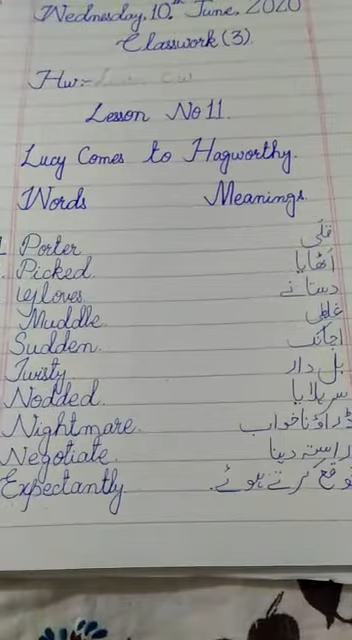 Wednesday, 10th June, 2020
Classwork (3).
Hw:- Learn cw
Lesson No 11.
Lucy Comes to Hagworthy.
Words Meanings
Porter قلی
Picked. اٹھایا
Gloves. دستانے
Muddle. غلطی
Sudden. اچانک
Twisty بل دار
Nodded. سر ہلایا
Nightmare. ڈراؤنا خواب
Negotiate. راستہ دینا
Expectantly. توقع کرتے ہوئے.